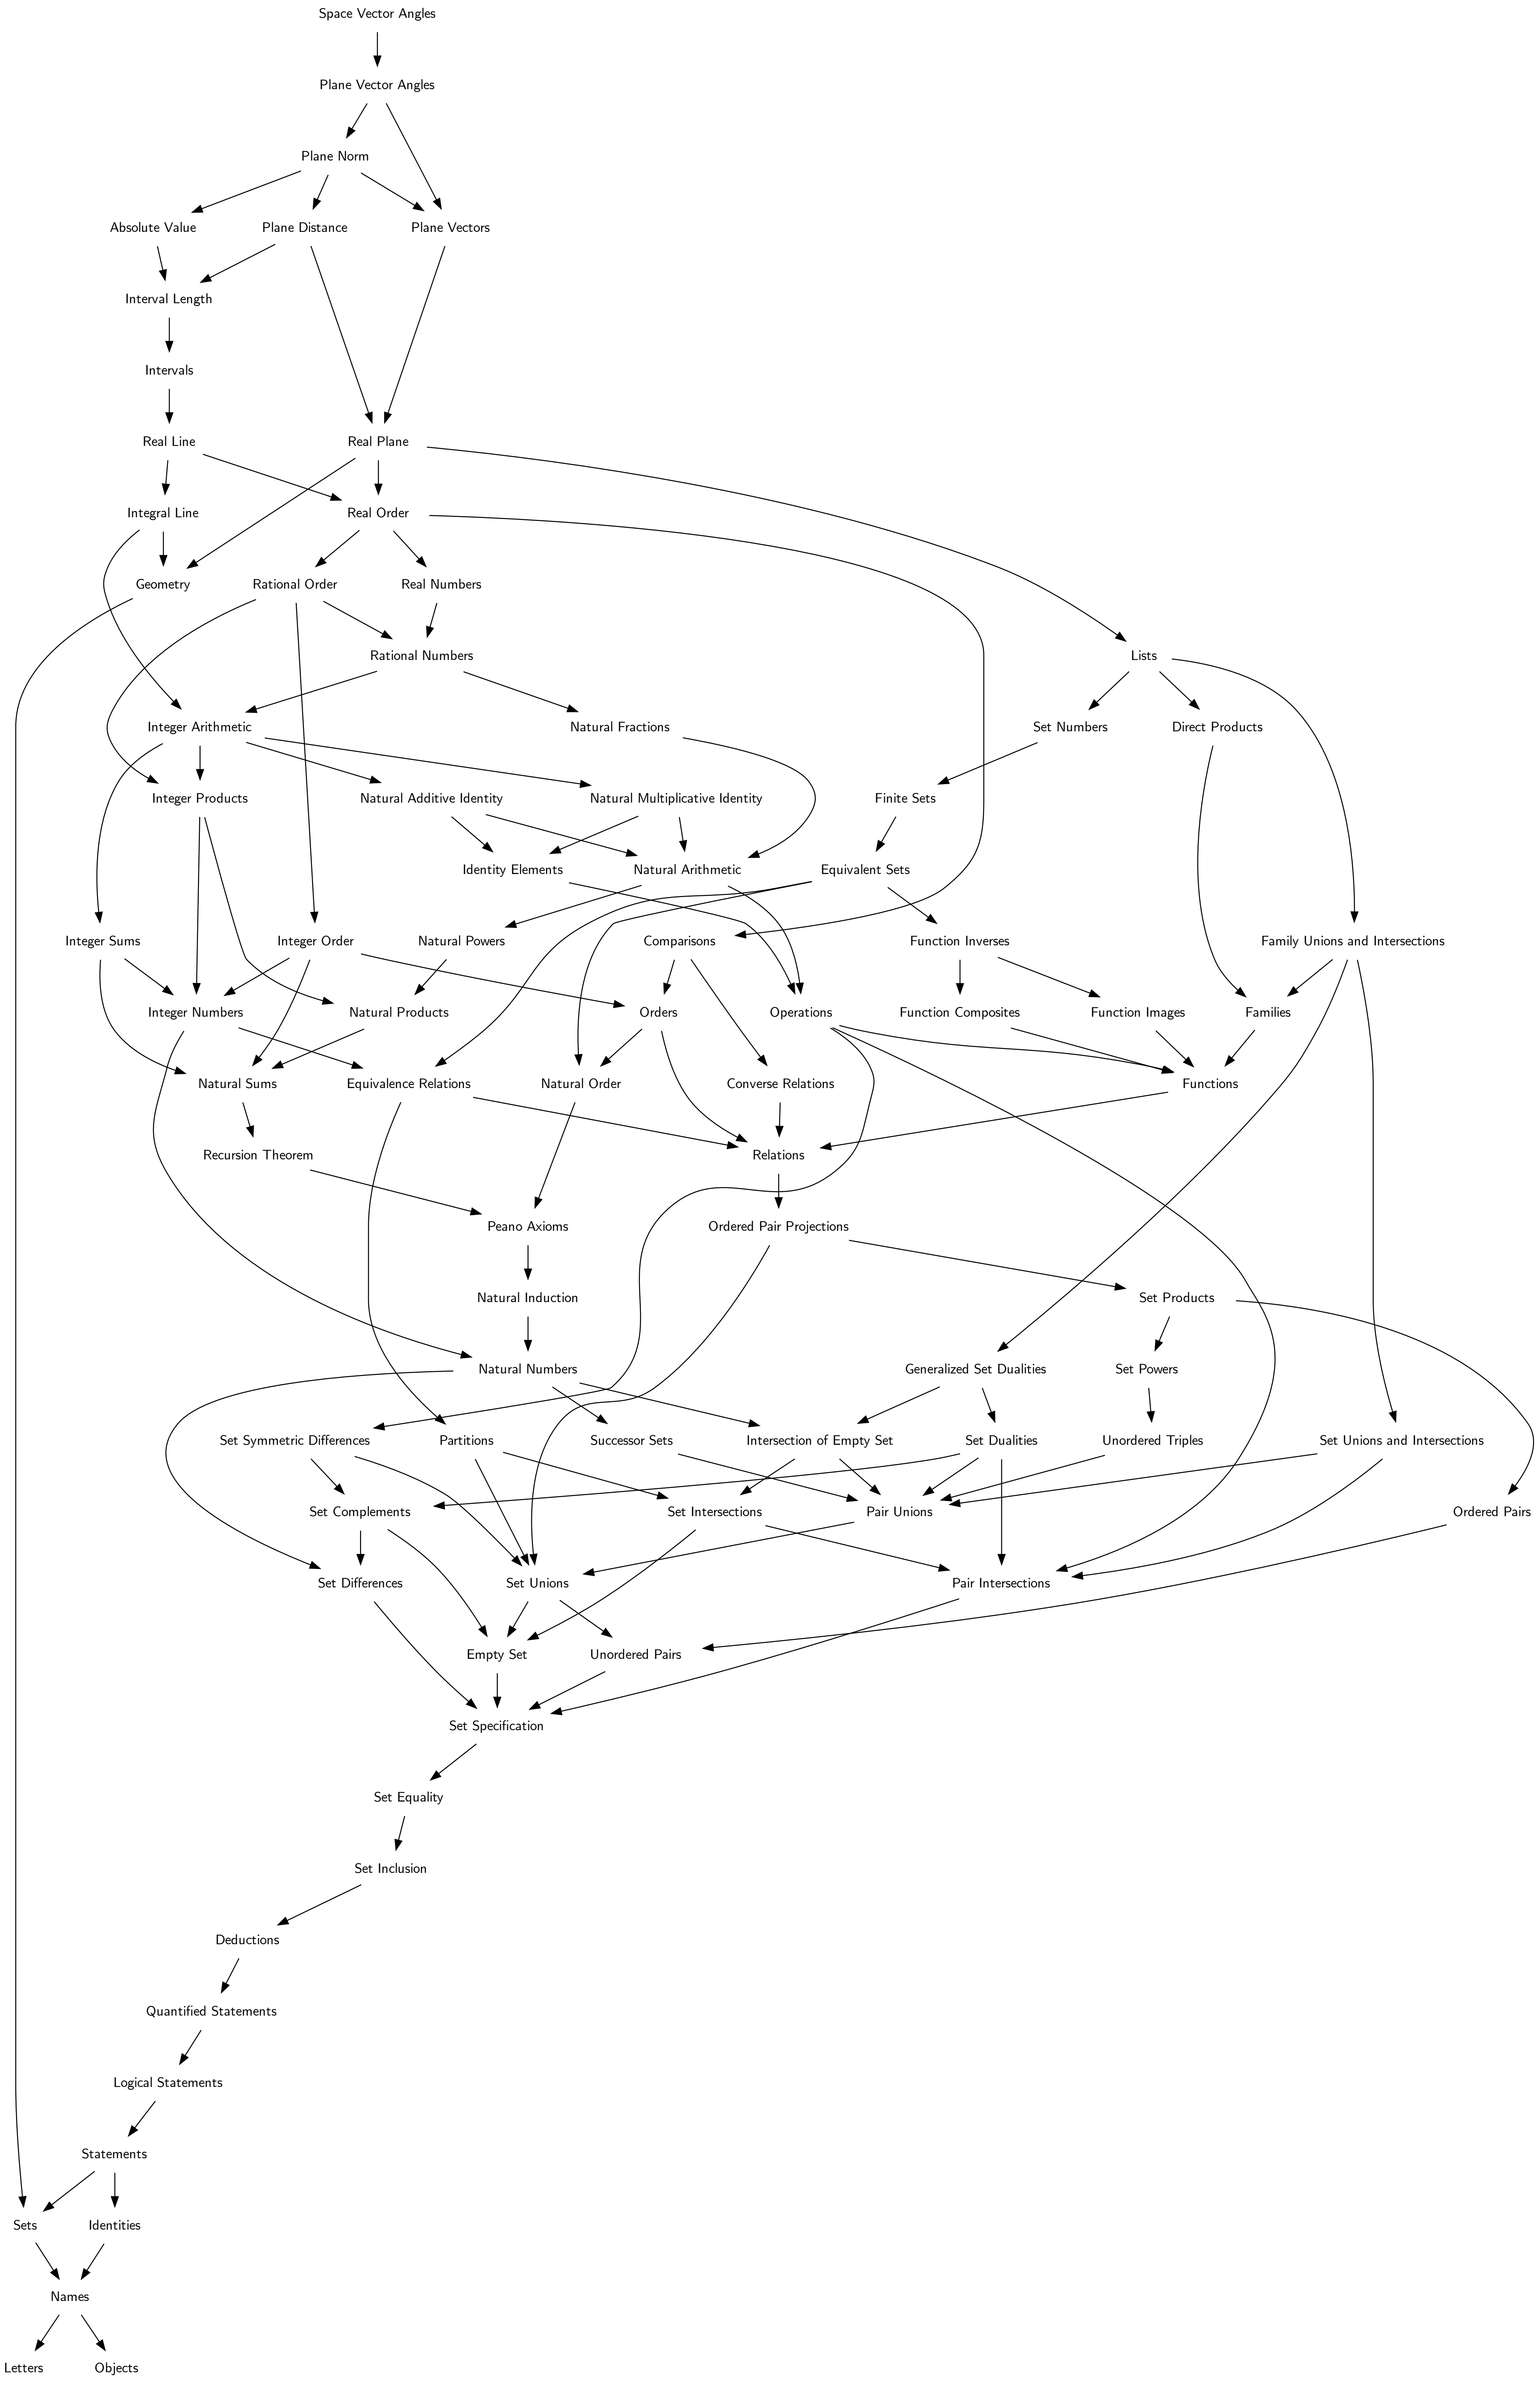 Space Vector Angles
Plane Vector Angles
Plane Norm
Absolute Value
Plane Distance
Plane Vectors
Interval Length
Intervals
Real Line
Real Plane
Integral Line
Real Order
Geometry
Rational Order
Real Numbers
Rational Numbers
Lists
Integer Arithmetic
Natural Fractions
Set Numbers
Direct Products
Integer Products
Natural Additive Identity
Natural Multiplicative Identity
Finite Sets
Identity Elements
Natural Arithmetic
Equivalent Sets
Integer Sums
Integer Order
Natural Powers
Comparisons
Function Inverses
Family Unions and Intersections
Integer Numbers
Natural Products
Orders
Operations
Function Composites
Function Images
Families
Natural Sums
Equivalence Relations
Natural Order
Converse Relations
Functions
Recursion Theorem
Relations
Peano Axioms
Ordered Pair Projections
Natural Induction
Set Products
Natural Numbers
Generalized Set Dualities
Set Powers
Set Symmetric Differences
Partitions
Successor Sets
Intersection of Empty Set
Set Dualities
Unordered Triples
Set Unions and Intersections
Set Complements
Set Intersections
Pair Unions
Ordered Pairs
Set Differences
Set Unions
Pair Intersections
Empty Set
Unordered Pairs
Set Specification
Set Equality
Set Inclusion
Deductions
Quantified Statements
Logical Statements
Statements
Sets
Identities
Names
Letters
Objects